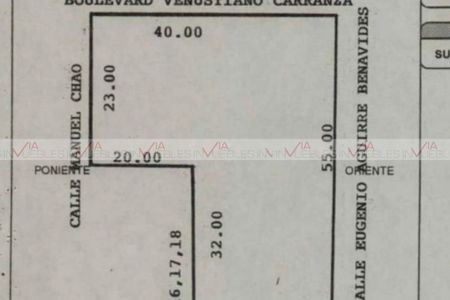 BOULEVARD VENUSTIANO CARRANZA
40.00
CALLE MANUEL CHAO
23.00
20.00
PONIENTE
55.00
ORIENTE
CALLE EUGENIO AGUIRRE BENAVIDES
32.00
6,17,18
SU